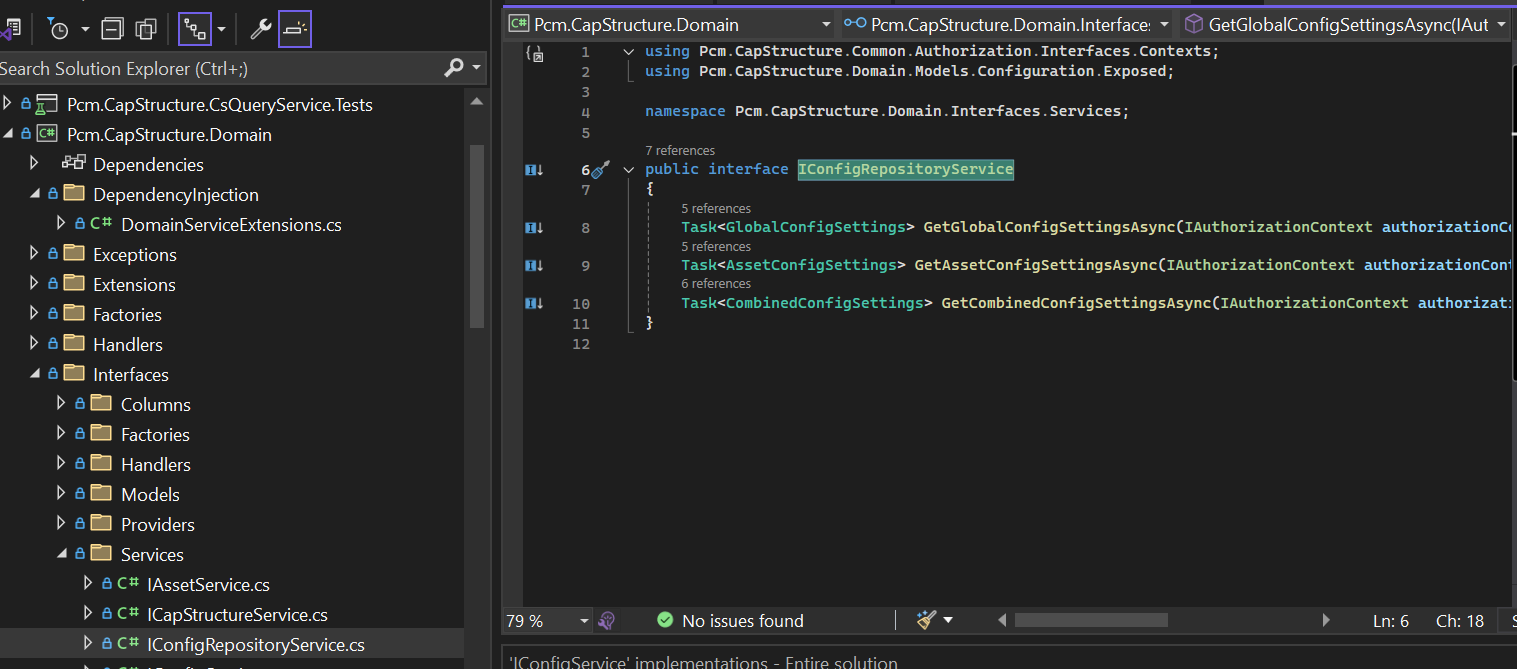 Search Solution Explorer (Ctrl+;)
Pcm.CapStructure.CsQueryService.Tests
C# Pcm.CapStructure.Domain
Dependencies
DependencyInjection
C# DomainServiceExtensions.cs
Exceptions
Extensions
Factories
Handlers
Interfaces
Columns
Factories
Handlers
Models
Providers
Services
C# IAssetService.cs
C# ICapStructureService.cs
C# IConfigRepositoryService.cs
C# Pcm.CapStructure.Domain
Pcm.CapStructure.Domain.Interface
GetGlobalConfigSettingsAsync(IAut
1 using Pcm.CapStructure.Common.Authorization.Interfaces.Contexts;
2 using Pcm.CapStructure.Domain.Models.Configuration.Exposed;
3
4 namespace Pcm.CapStructure.Domain.Interfaces.Services;
5
7 references
6 public interface IConfigRepositoryService
7 {
5 references
8 Task<GlobalConfigSettings> GetGlobalConfigSettingsAsync(IAuthorizationContext authorizationC
5 references
9 Task<AssetConfigSettings> GetAssetConfigSettingsAsync(IAuthorizationContext authorizationCon
6 references
10 Task<CombinedConfigSettings> GetCombinedConfigSettingsAsync(IAuthorizationContext authorizat
11 }
12
79 %
No issues found
Ln: 6 Ch: 18
'IConfigService' implementations - Entire solution